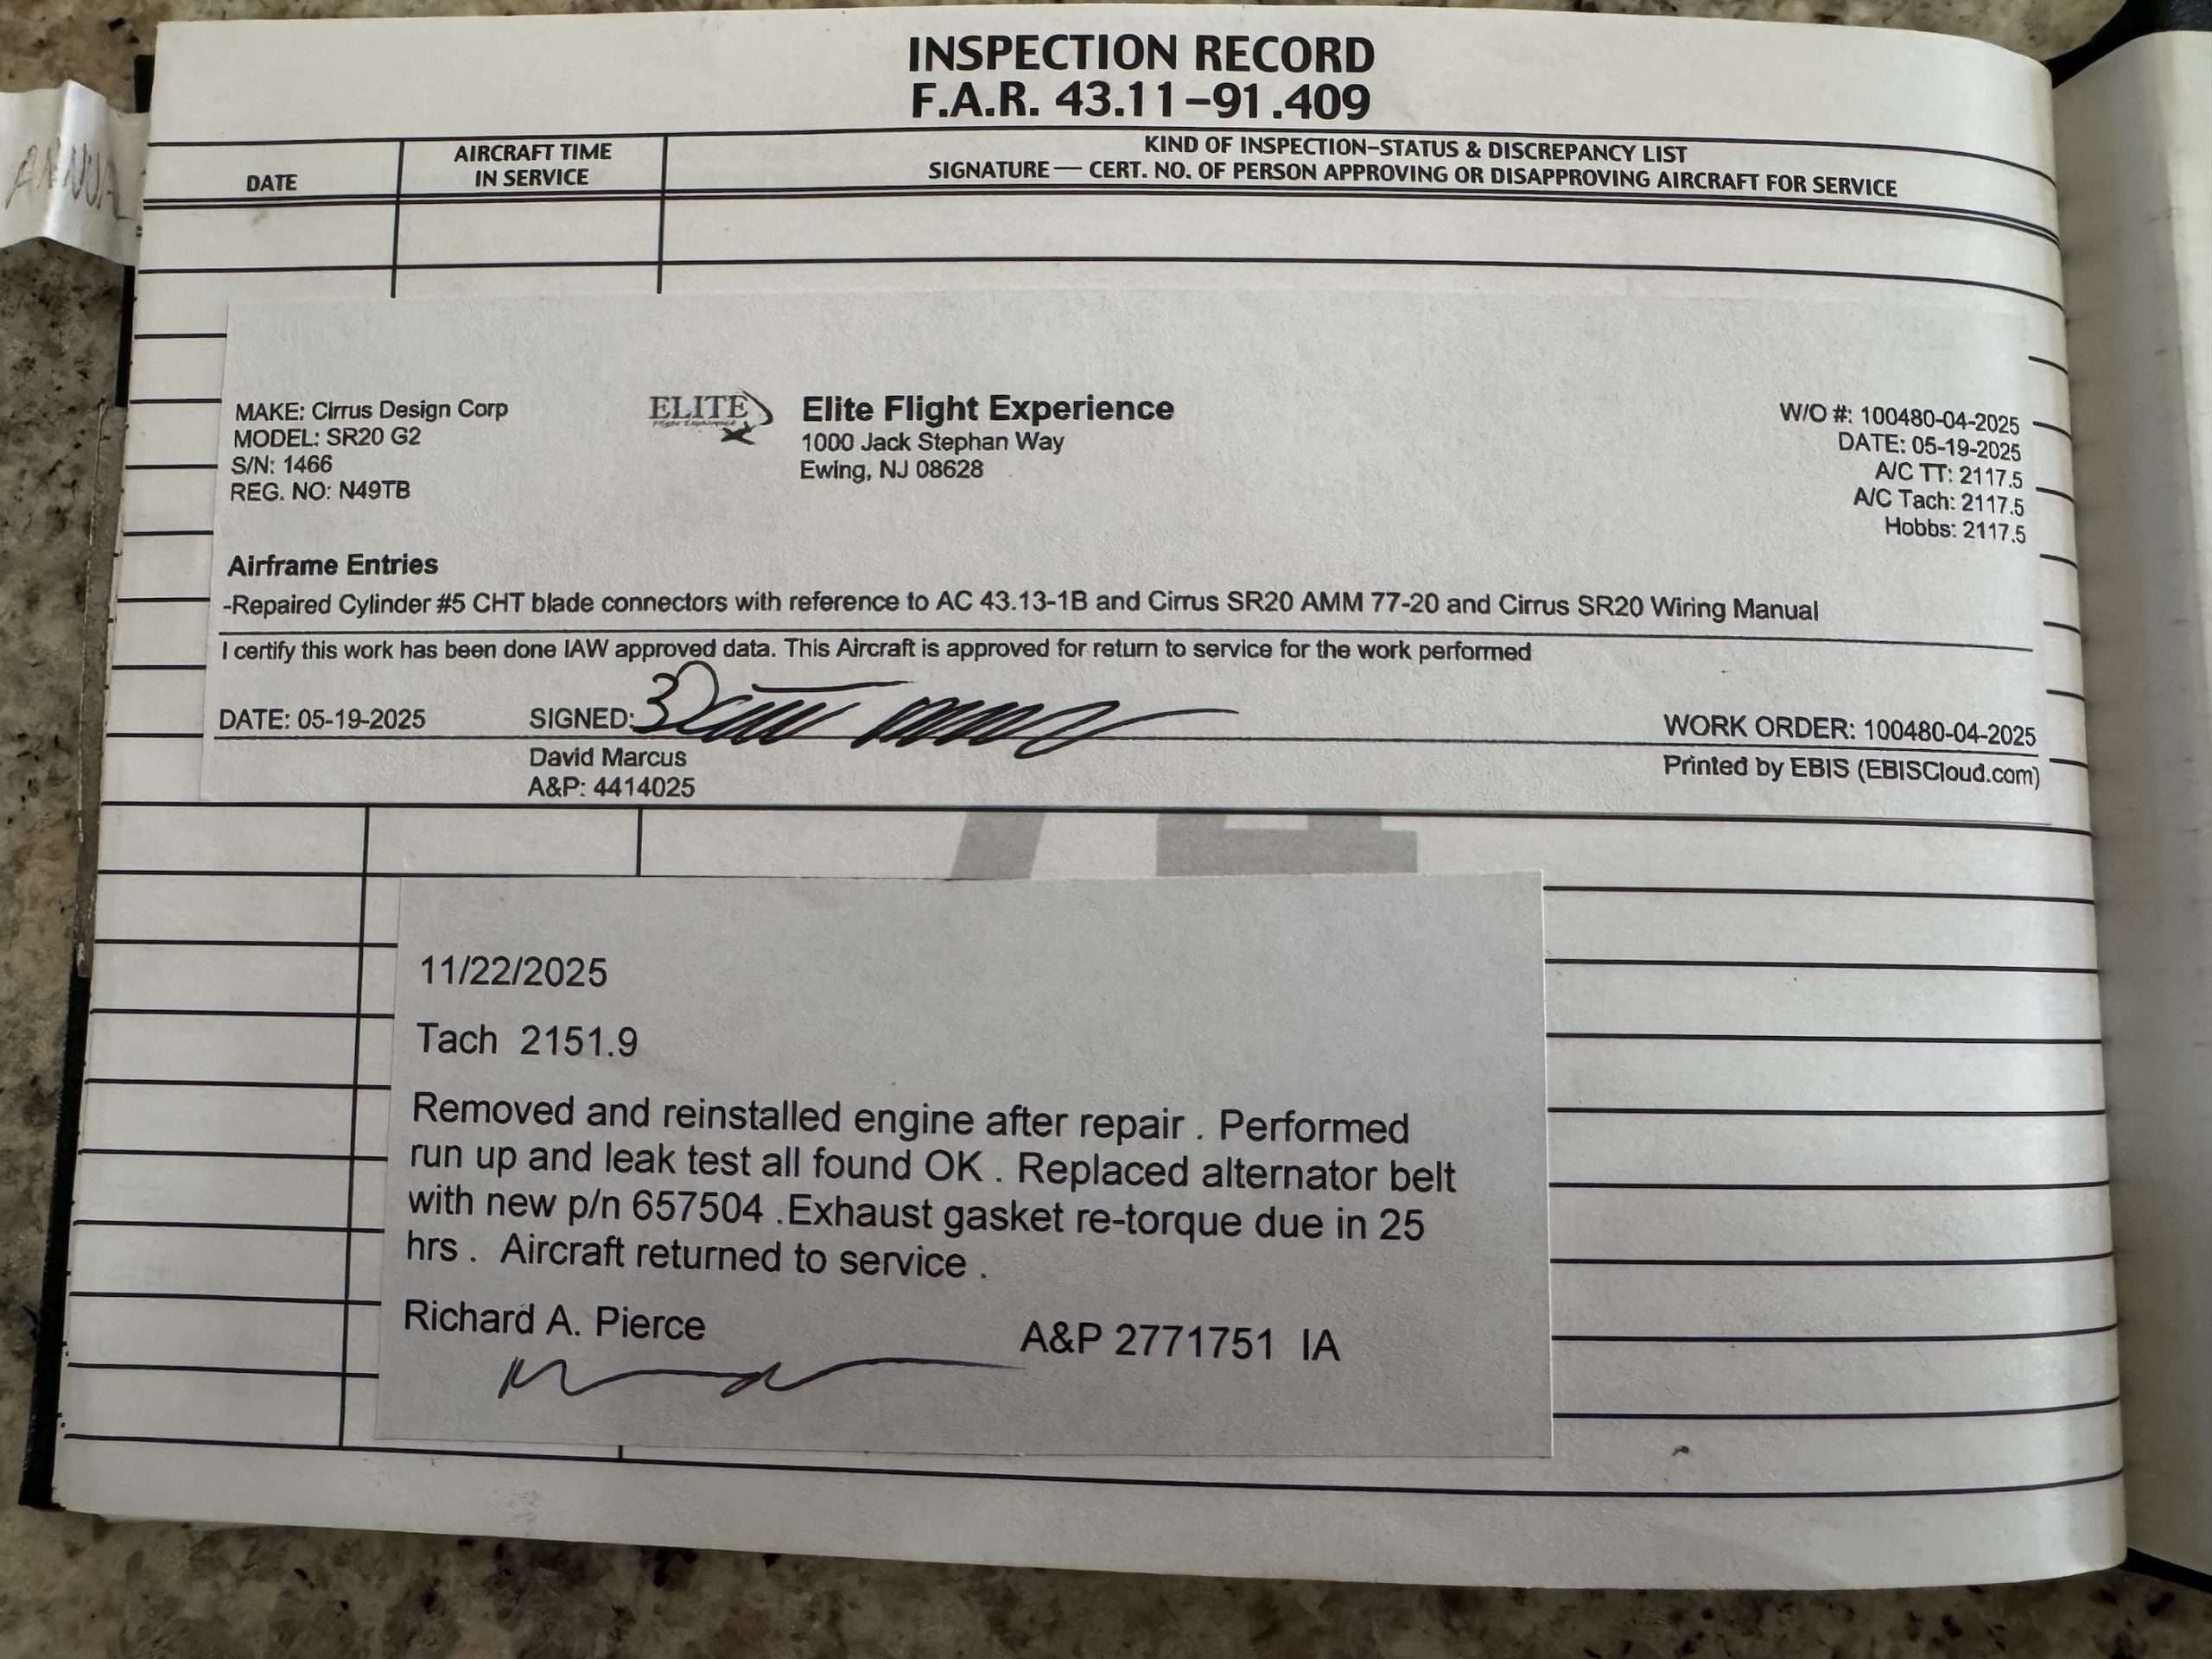 ANNUAL
INSPECTION RECORD
F.A.R. 43.11–91.409
DATE
AIRCRAFT TIME
IN SERVICE
KIND OF INSPECTION–STATUS & DISCREPANCY LIST
SIGNATURE — CERT. NO. OF PERSON APPROVING OR DISAPPROVING AIRCRAFT FOR SERVICE
MAKE: Cirrus Design Corp
MODEL: SR20 G2
S/N: 1466
REG. NO: N49TB
ELITE
Flight Experience
Elite Flight Experience
1000 Jack Stephan Way
Ewing, NJ 08628
W/O #: 100480-04-2025
DATE: 05-19-2025
A/C TT: 2117.5
A/C Tach: 2117.5
Hobbs: 2117.5
Airframe Entries
-Repaired Cylinder #5 CHT blade connectors with reference to AC 43.13-1B and Cirrus SR20 AMM 77-20 and Cirrus SR20 Wiring Manual
I certify this work has been done IAW approved data. This Aircraft is approved for return to service for the work performed
DATE: 05-19-2025
SIGNED:
David Marcus
A&P: 4414025
WORK ORDER: 100480-04-2025
Printed by EBIS (EBISCloud.com)
11/22/2025
Tach 2151.9
Removed and reinstalled engine after repair . Performed
run up and leak test all found OK . Replaced alternator belt
with new p/n 657504 .Exhaust gasket re-torque due in 25
hrs . Aircraft returned to service .
Richard A. Pierce
A&P 2771751 IA